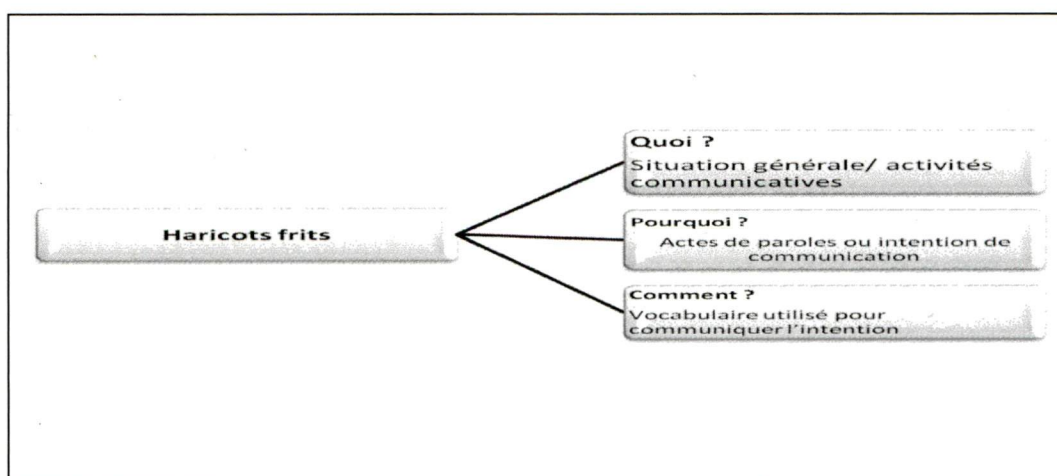 Haricots frits
Quoi ?
Situation générale/ activités
communicatives
Pourquoi ?
Actes de paroles ou intention de
communication
Comment ?
Vocabulaire utilisé pour
communiquer l'intention